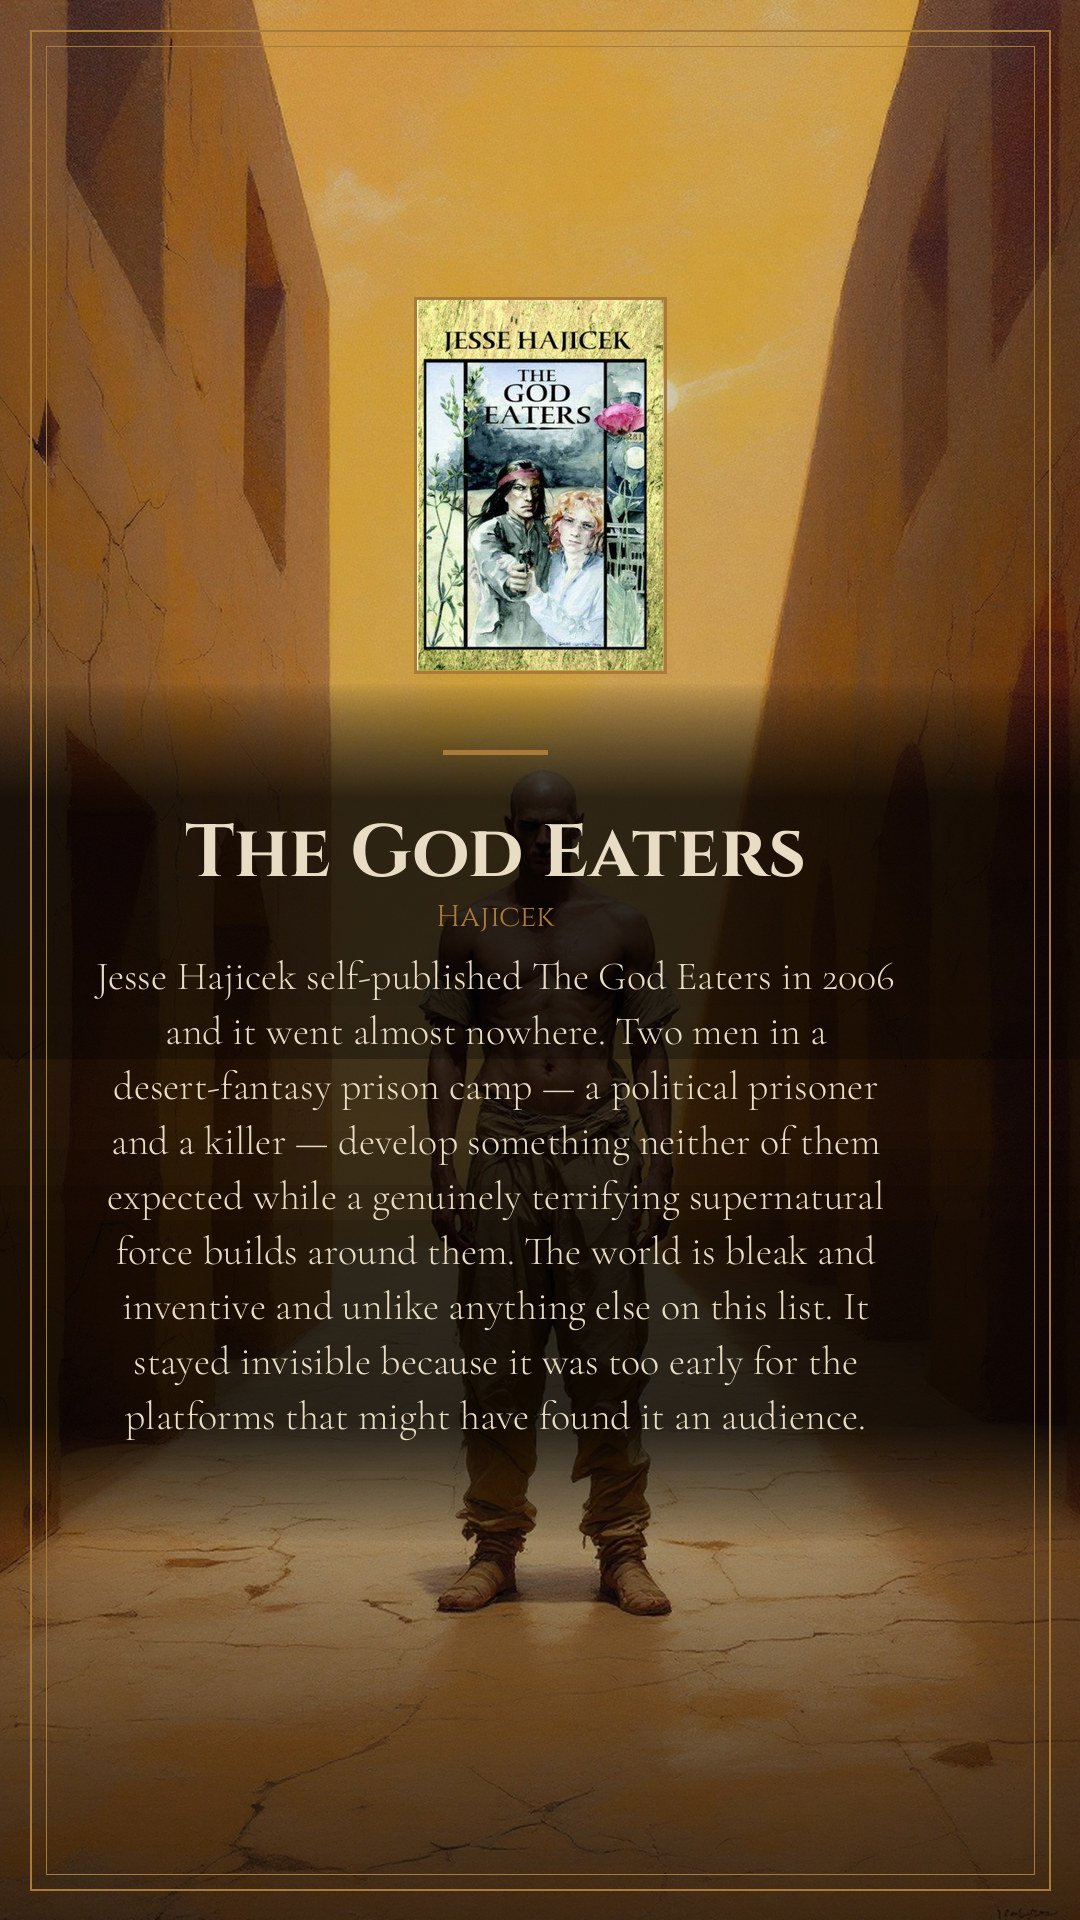 JESSE HAJICEK
THE
GOD
EATERS
The God Eaters
Hajicek
Jesse Hajicek self-published The God Eaters in 2006
and it went almost nowhere. Two men in a
desert-fantasy prison camp — a political prisoner
and a killer — develop something neither of them
expected while a genuinely terrifying supernatural
force builds around them. The world is bleak and
inventive and unlike anything else on this list. It
stayed invisible because it was too early for the
platforms that might have found it an audience.